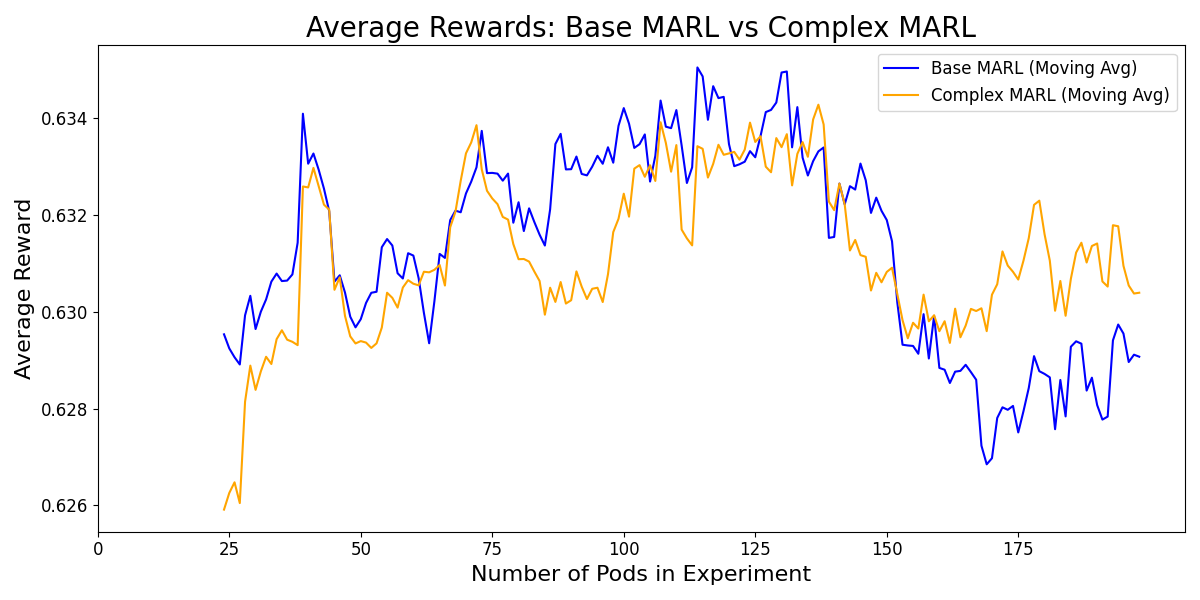 Average Rewards: Base MARL vs Complex MARL
Base MARL (Moving Avg)
Complex MARL (Moving Avg)
Average Reward
0.634
0.632
0.630
0.628
0.626
0 25 50 75 100 125 150 175
Number of Pods in Experiment